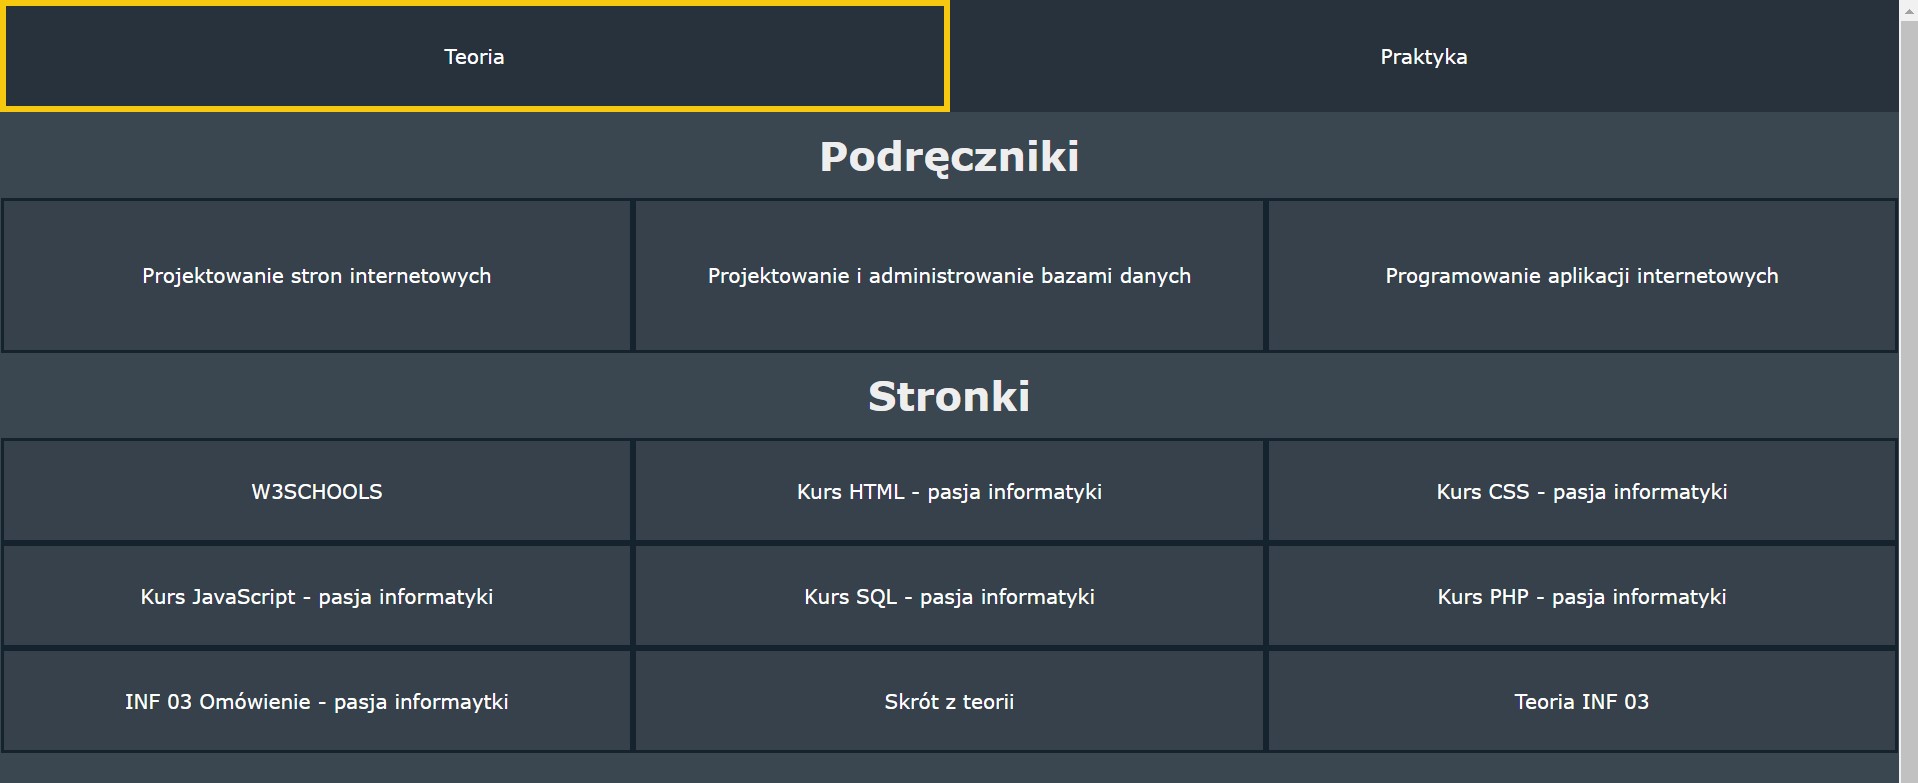 Teoria
Praktyka
Podręczniki
Projektowanie stron internetowych
Projektowanie i administrowanie bazami danych
Programowanie aplikacji internetowych
Stronki
W3SCHOOLS
Kurs HTML - pasja informatyki
Kurs CSS - pasja informatyki
Kurs JavaScript - pasja informatyki
Kurs SQL - pasja informatyki
Kurs PHP - pasja informatyki
INF 03 Omówienie - pasja informaytki
Skrót z teorii
Teoria INF 03